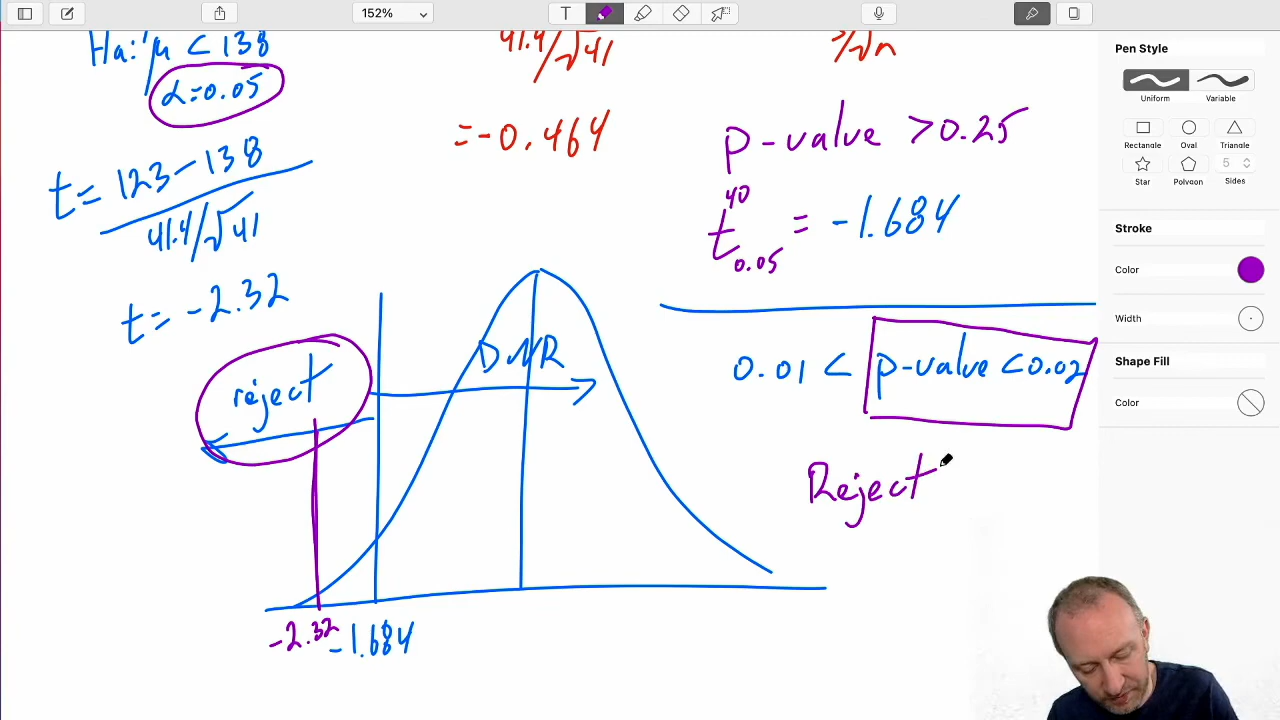 152%
T
Ha: μ < 138
α=0.05
t= 123-138
41.4/√41
t= -2.32
41.4/√41
=-0.464
/√n
p-value >0.25
t 40 0.05 = -1.684
reject
DNR
0.01 < p-value <0.02
Reject
-2.32
-1.684
Pen Style
Uniform
Variable
Rectangle
Oval
Triangle
Star
Polygon
5
Sides
Stroke
Color
Width
Shape Fill
Color